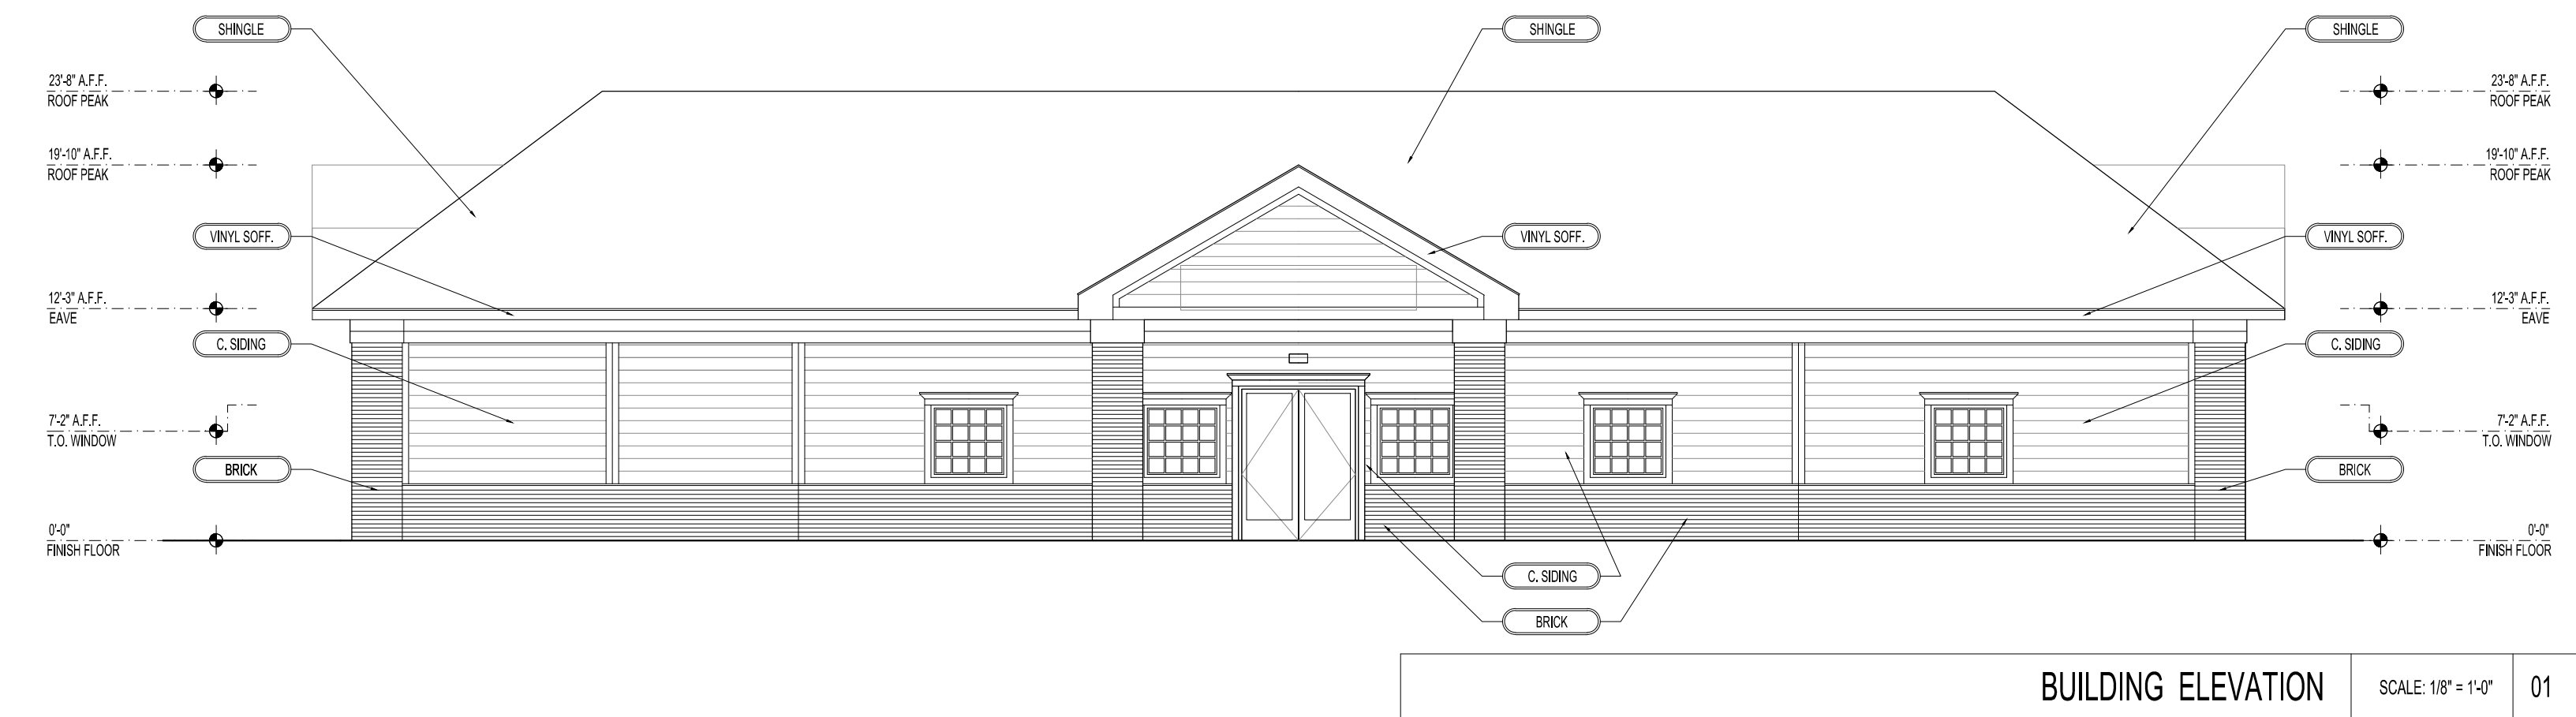 SHINGLE
SHINGLE
SHINGLE
23'-8" A.F.F.
ROOF PEAK
23'-8" A.F.F.
ROOF PEAK
19'-10" A.F.F.
ROOF PEAK
19'-10" A.F.F.
ROOF PEAK
VINYL SOFF.
VINYL SOFF.
VINYL SOFF.
12'-3" A.F.F.
EAVE
12'-3" A.F.F.
EAVE
C. SIDING
C. SIDING
7'-2" A.F.F.
T.O. WINDOW
7'-2" A.F.F.
T.O. WINDOW
BRICK
BRICK
0'-0"
FINISH FLOOR
0'-0"
FINISH FLOOR
C. SIDING
BRICK
BUILDING ELEVATION
SCALE: 1/8" = 1'-0"
01